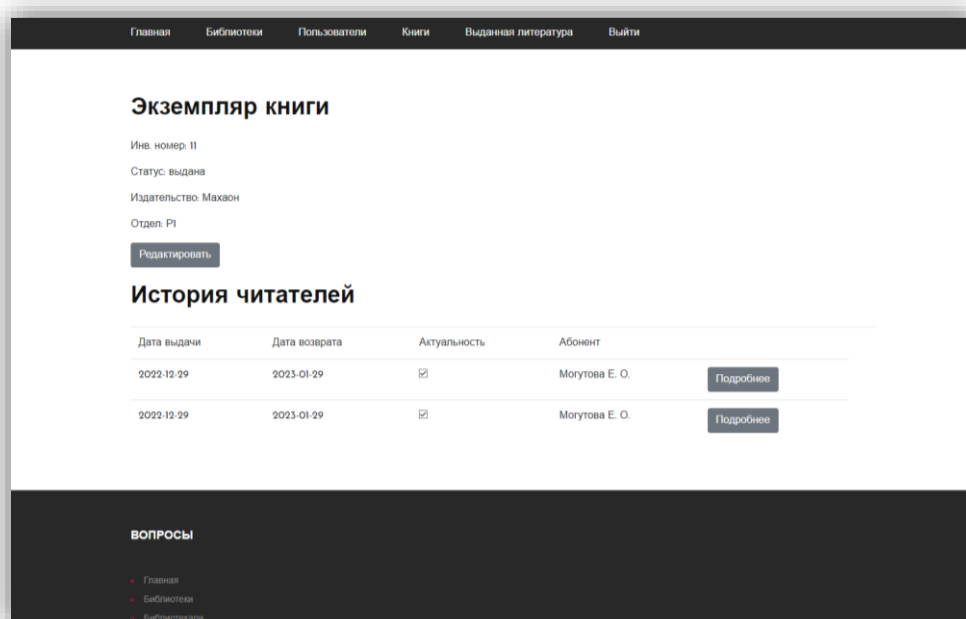 Главная Библиотеки Пользователи Книги Выданная литература Выйти
Экземпляр книги
Инв. номер: 11
Статус: выдана
Издательство: Махаон
Отдел: Р1
Редактировать
История читателей
Дата выдачи Дата возврата Актуальность Абонент
2022-12-29 2023-01-29 Могутова Е. О. Подробнее
2022-12-29 2023-01-29 Могутова Е. О. Подробнее
ВОПРОСЫ
Главная
Библиотеки
Библиотекари